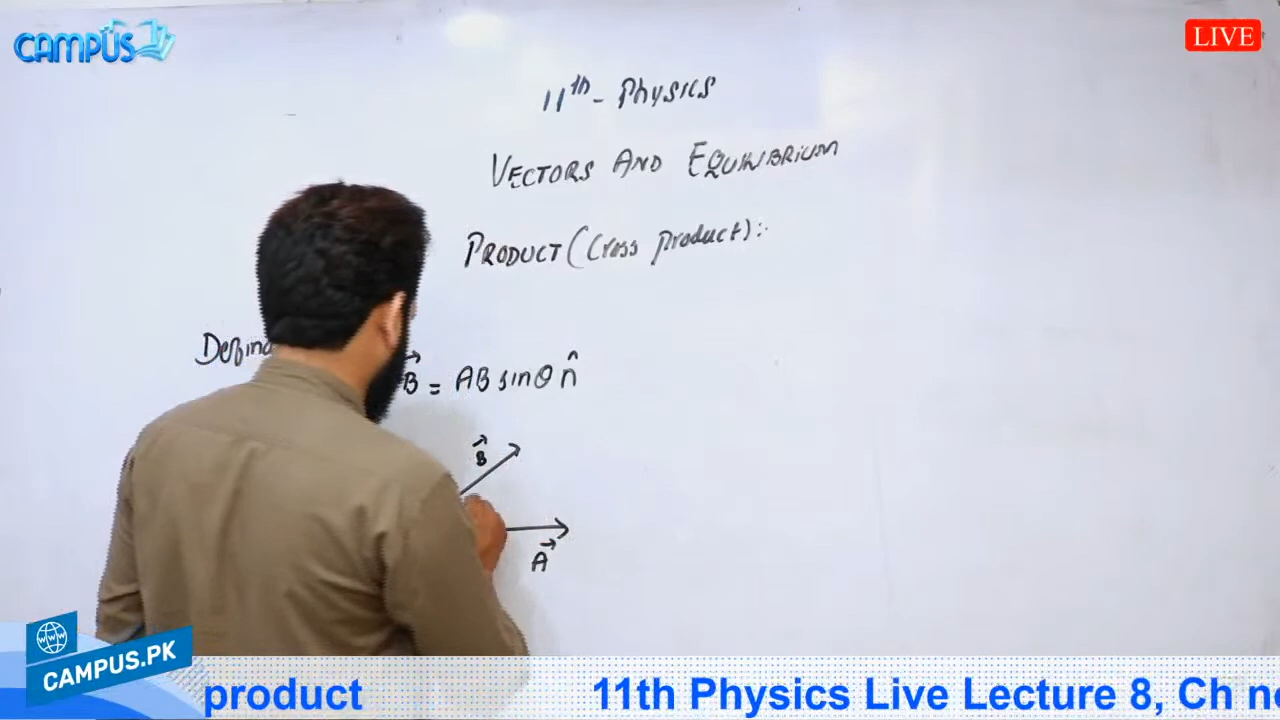 CAMPUS
LIVE
11th - Physics
VECTORS AND EQUILIBRIUM
PRODUCT (Cross Product):-
B = AB sinθ n̂
B
A
WWW
CAMPUS.PK
product
11th Physics Live Lecture 8, Ch